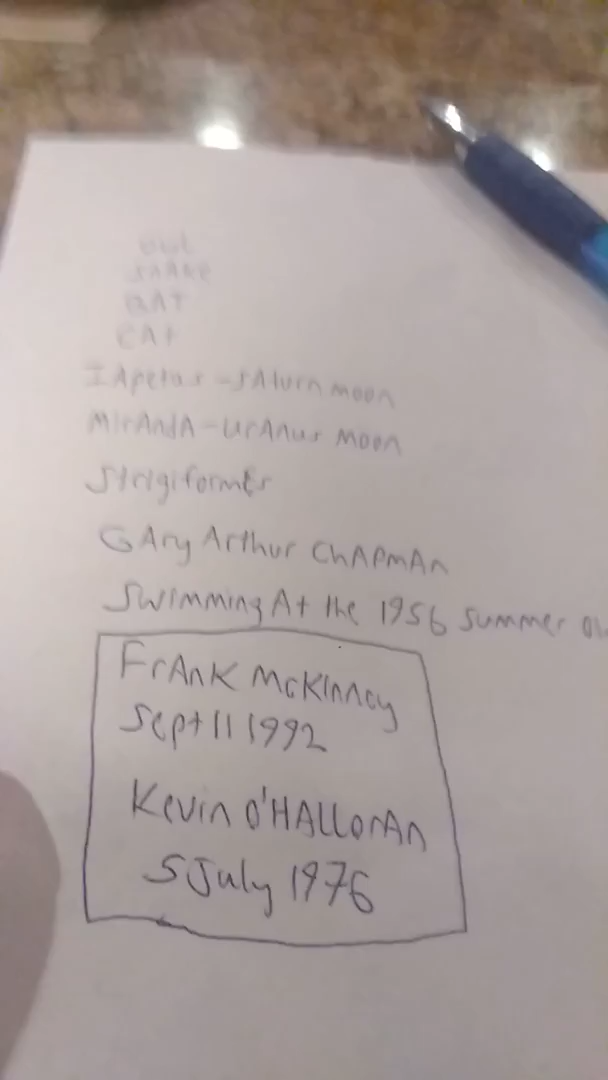 owl
SNAKE
BAT
CAT
IApetus - SAturn moon
MirAndA - UrAnus moon
Strigiformes
GAry Arthur ChAPMAn
Swimming At the 1956 summer
FrAnK McKinney
Sept 11 1992
Kevin O'HAllorAn
5 July 1976